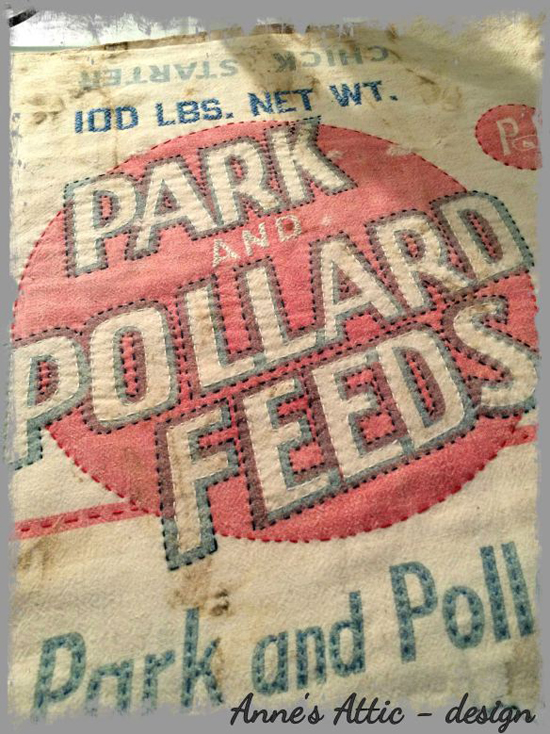 CHICK STARTER
100 LBS. NET WT.
PARK
AND
POLLARD
FEEDS
Park and Poll
Anne's Attic - design